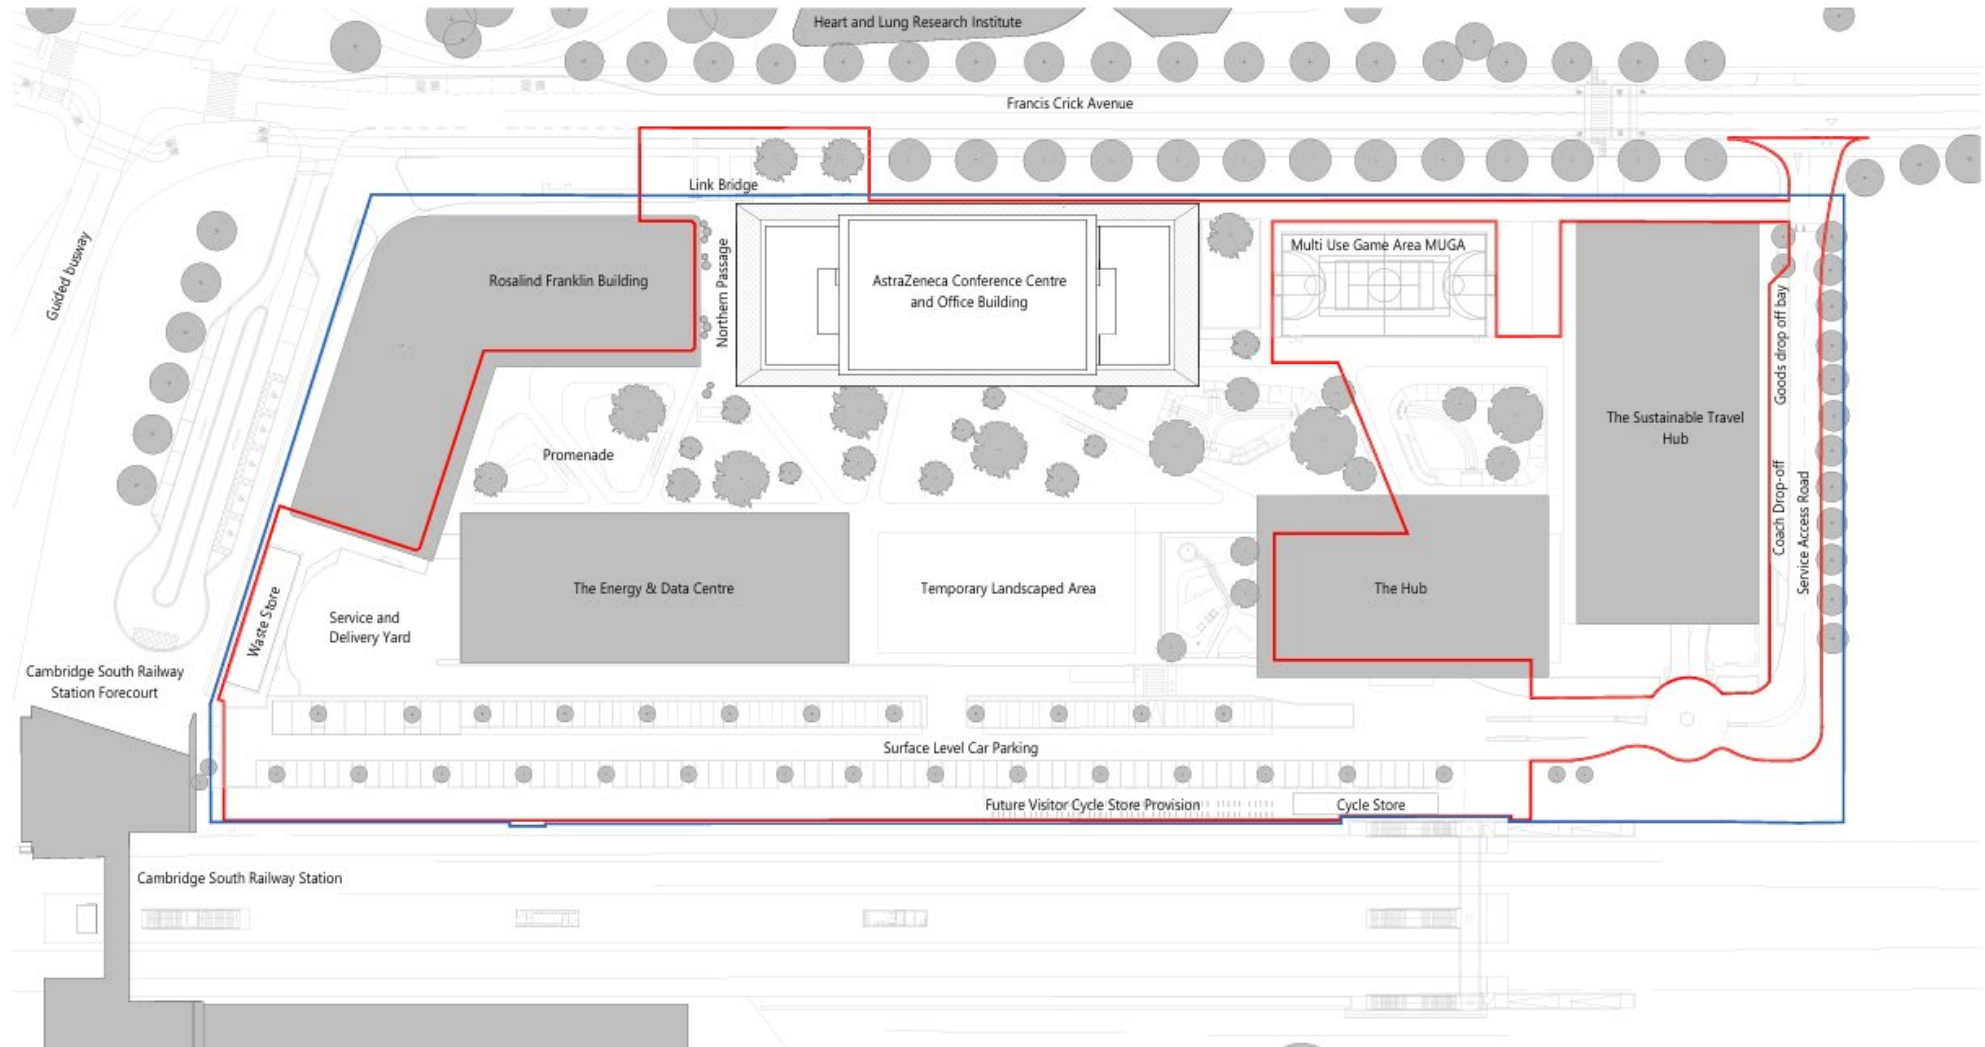 Heart and Lung Research Institute
Francis Crick Avenue
Link Bridge
Guided busway
Rosalind Franklin Building
Northern Passage
AstraZeneca Conference Centre
and Office Building
Multi Use Game Area MUGA
Goods drop off bay
The Sustainable Travel
Hub
Promenade
Coach Drop-off
Service Access Road
The Energy & Data Centre
Temporary Landscaped Area
The Hub
Waste Store
Service and
Delivery Yard
Cambridge South Railway
Station Forecourt
Surface Level Car Parking
Future Visitor Cycle Store Provision
Cycle Store
Cambridge South Railway Station